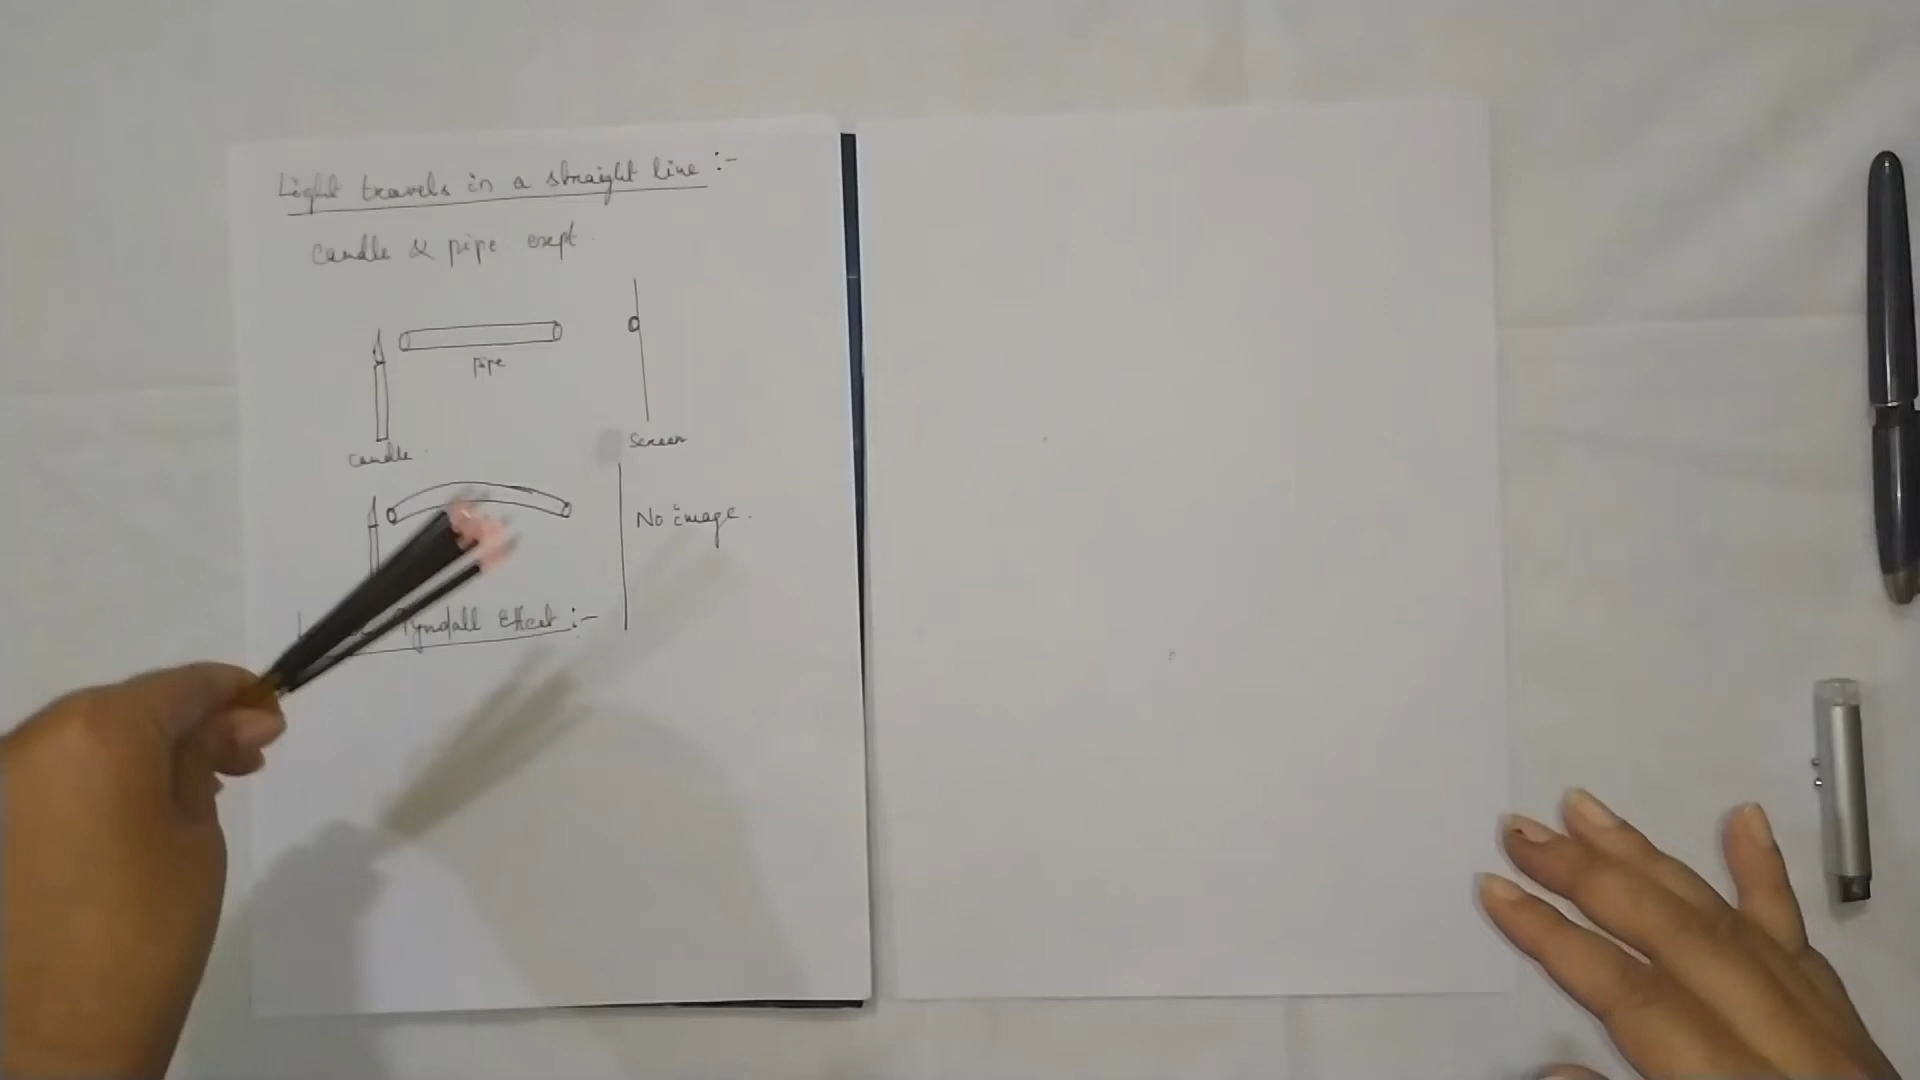 Light travels in a straight line :-
Candle & pipe expt.
pipe
Screen
Candle.
No image.
Tyndall Effect :-